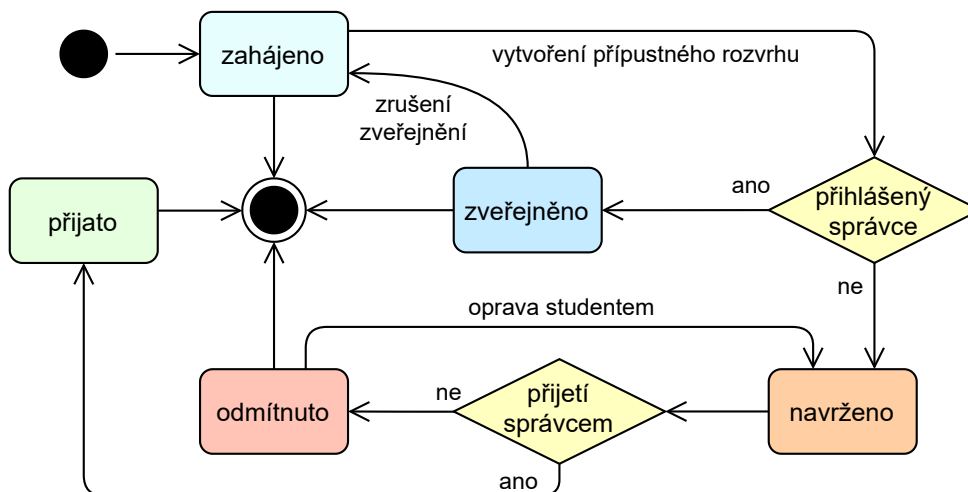 zahájeno
vytvoření přípustného rozvrhu
zrušení
zveřejnění
přijato
zveřejněno
ano
přihlášený
správce
ne
oprava studentem
odmítnuto
ne
přijetí
správcem
navrženo
ano